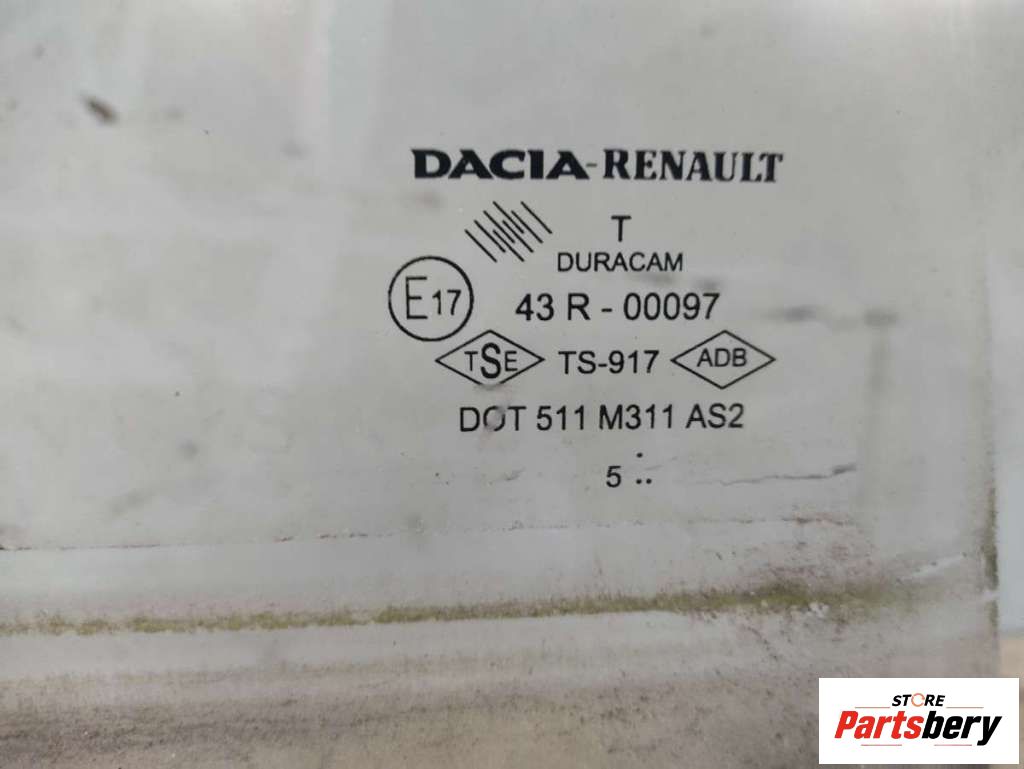 DACIA-RENAULT
T
DURACAM
E17 43 R - 00097
TSE TS-917 ADB
DOT 511 M311 AS2
5
STORE
Partsbery